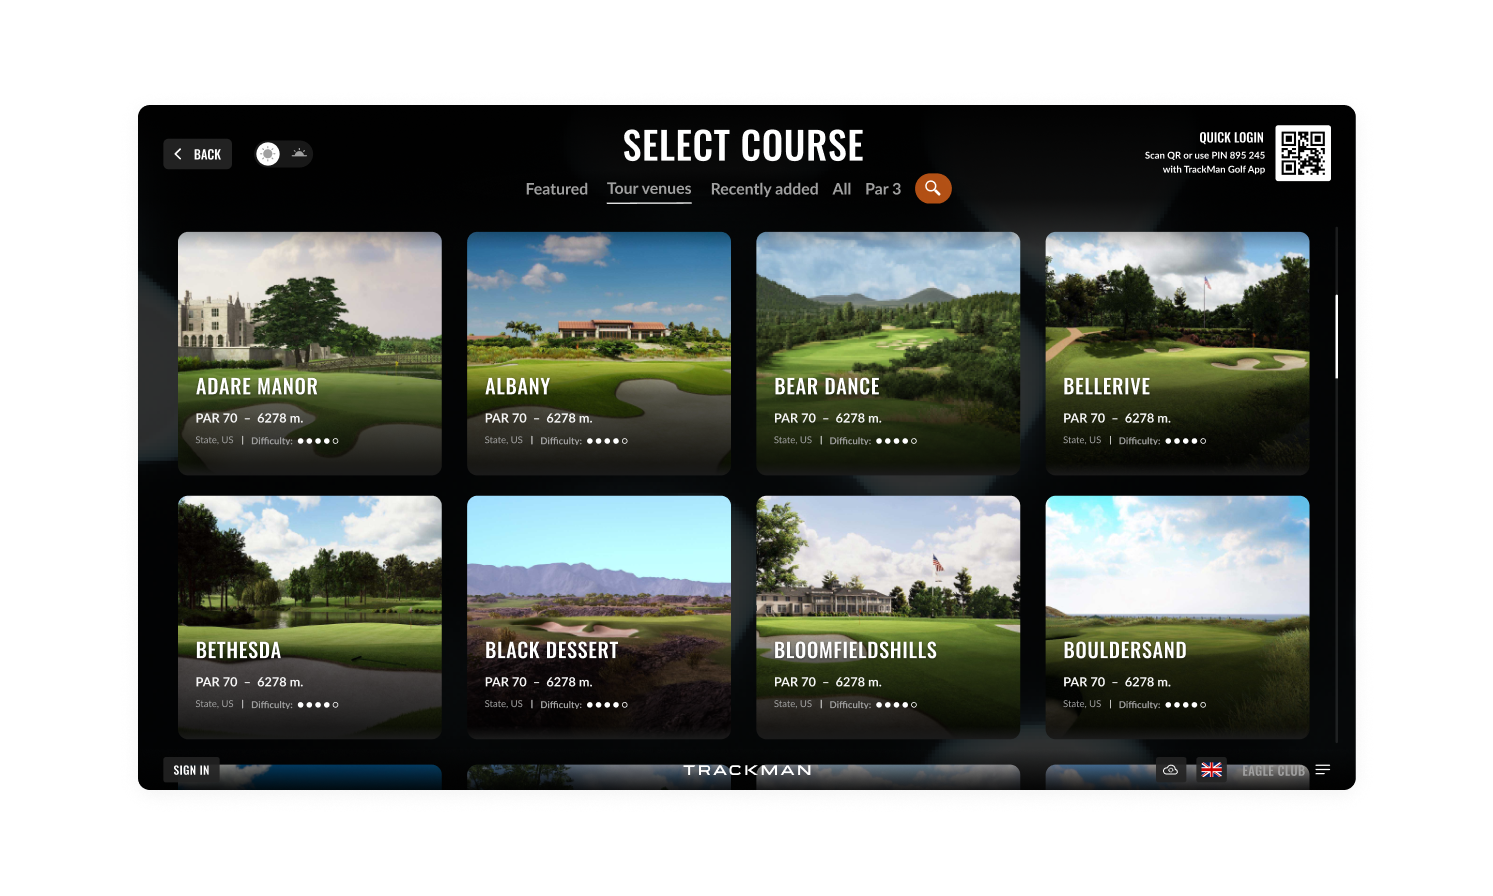 BACK
SELECT COURSE
QUICK LOGIN
Scan QR or use PIN 895 245
with TrackMan Golf App
Featured Tour venues Recently added All Par 3
ADARE MANOR
PAR 70 – 6278 m.
State, US | Difficulty:
ALBANY
PAR 70 – 6278 m.
State, US | Difficulty:
BEAR DANCE
PAR 70 – 6278 m.
State, US | Difficulty:
BELLERIVE
PAR 70 – 6278 m.
State, US | Difficulty:
BETHESDA
PAR 70 – 6278 m.
State, US | Difficulty:
BLACK DESSERT
PAR 70 – 6278 m.
State, US | Difficulty:
BLOOMFIELDSHILLS
PAR 70 – 6278 m.
State, US | Difficulty:
BOULDERSAND
PAR 70 – 6278 m.
State, US | Difficulty:
SIGN IN
TRACKMAN
EAGLE CLUB